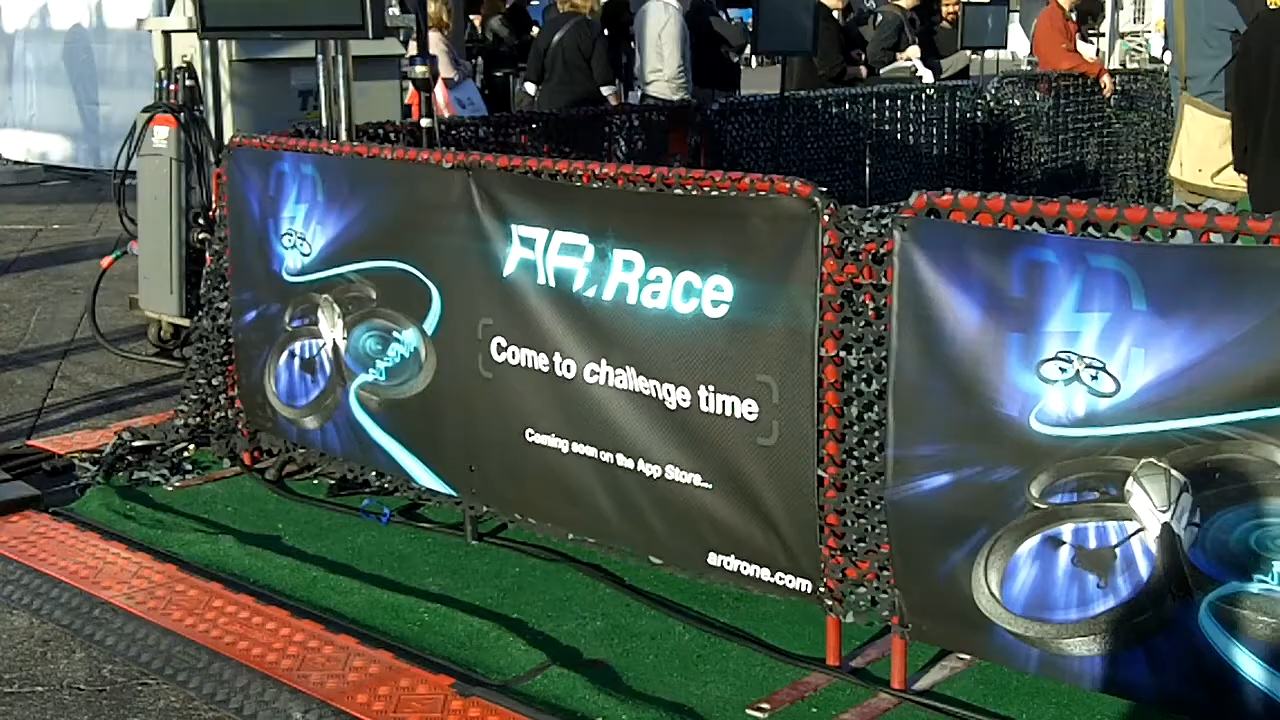 AR.Race
Come to challenge time
Coming soon on the App Store...
ardrone.com